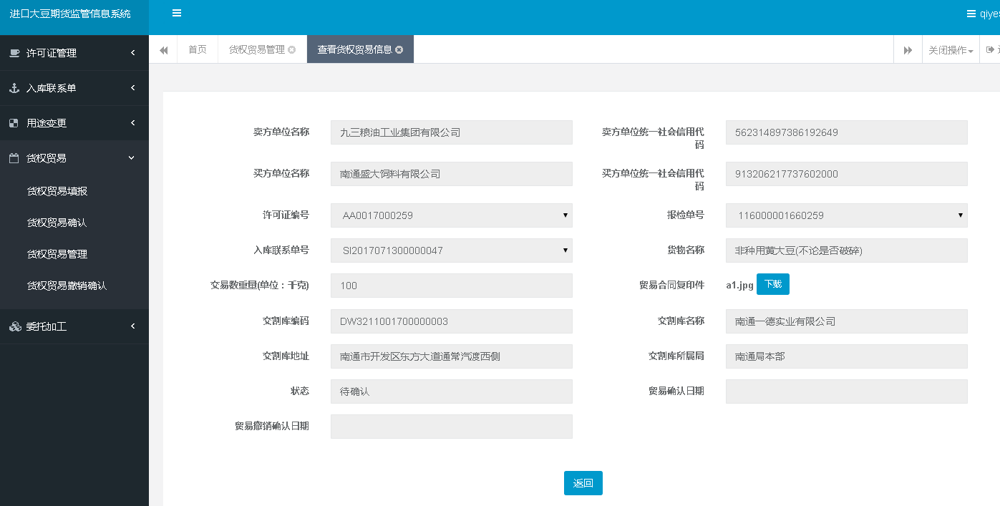 进口大豆期货监管信息系统
qiye
许可证管理
入库联系单
用途变更
货权贸易
货权贸易填报
货权贸易确认
货权贸易管理
货权贸易撤销确认
委托加工
首页
货权贸易管理
查看货权贸易信息
关闭操作
卖方单位名称
九三粮油工业集团有限公司
卖方单位统一社会信用代
码
562314897386192649
买方单位名称
南通盛大饲料有限公司
买方单位统一社会信用代
码
913206217737602000
许可证编号
AA0017000259
报检单号
116000001660259
入库联系单号
SI2017071300000047
货物名称
非种用黄大豆(不论是否破碎)
交易数重量(单位：千克)
100
贸易合同复印件
a1.jpg 下载
交割库编码
DW3211001700000003
交割库名称
南通一德实业有限公司
交割库地址
南通市开发区东方大道通常汽渡西侧
交割库所属局
南通局本部
状态
待确认
贸易确认日期
贸易撤销确认日期
返回